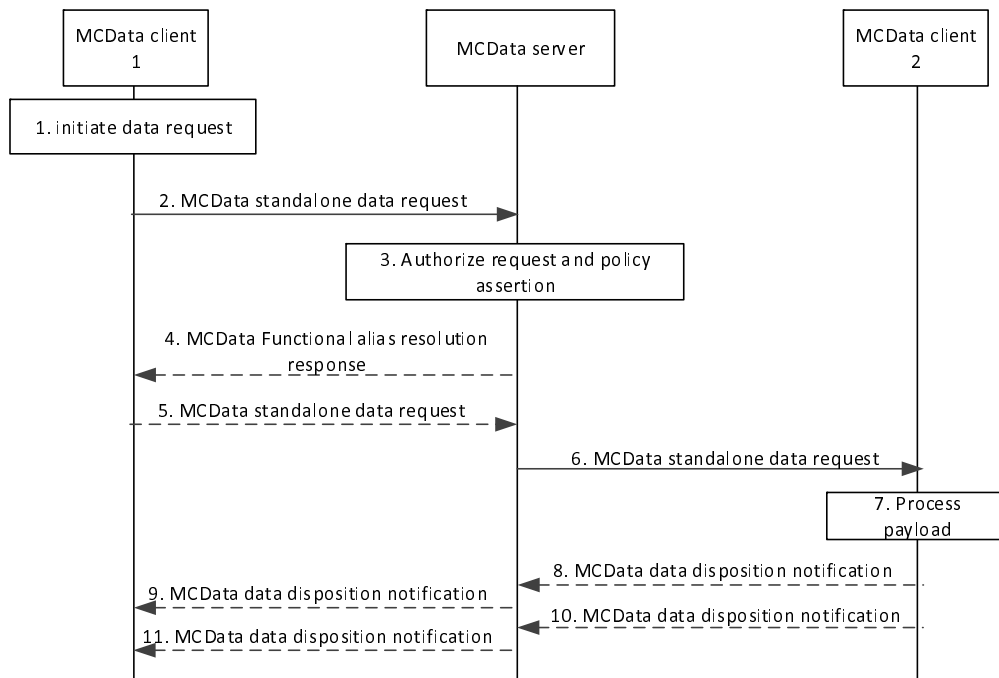 MCData client
1
MCData server
MCData client
2
1. initiate data request
2. MCData standalone data request
3. Authorize request and policy
assertion
4. MCData Functional alias resolution
response
5. MCData standalone data request
6. MCData standalone data request
7. Process
payload
8. MCData data disposition notification
9. MCData data disposition notification
10. MCData data disposition notification
11. MCData data disposition notification